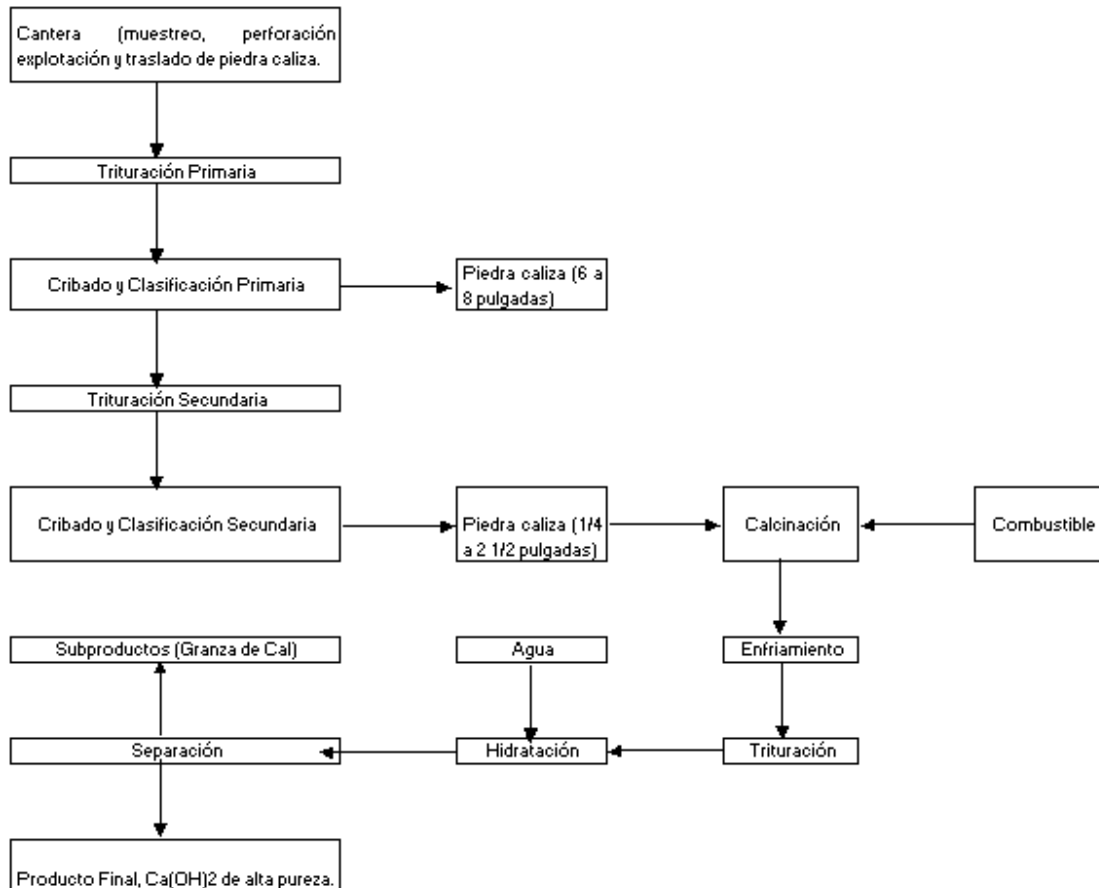 Cantera (muestreo, perforación
explotación y traslado de piedra caliza.
Trituración Primaria
Cribado y Clasificación Primaria
Piedra caliza (6 a
8 pulgadas)
Trituración Secundaria
Cribado y Clasificación Secundaria
Piedra caliza (1/4
a 2 1/2 pulgadas)
Calcinación
Combustible
Subproductos (Granza de Cal)
Agua
Enfriamiento
Separación
Hidratación
Trituración
Producto Final, Ca(OH)2 de alta pureza.